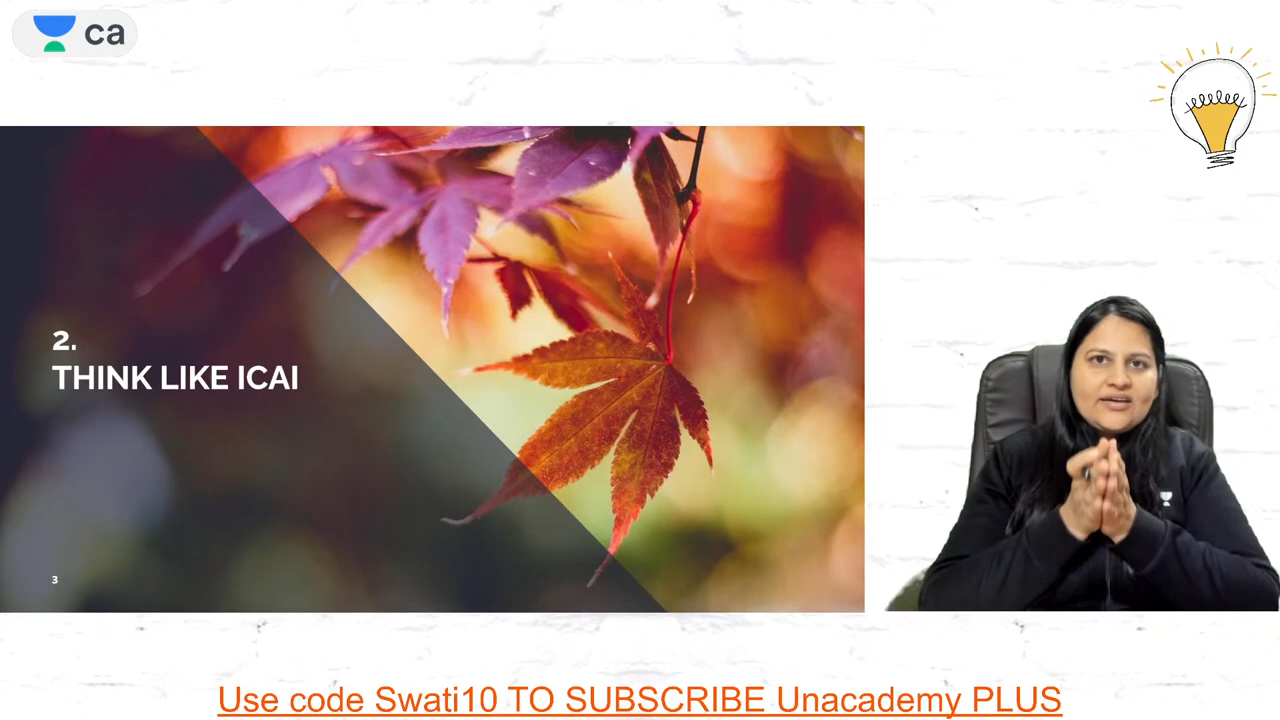 ca
2.
THINK LIKE ICAI
3
Use code Swati10 TO SUBSCRIBE Unacademy PLUS